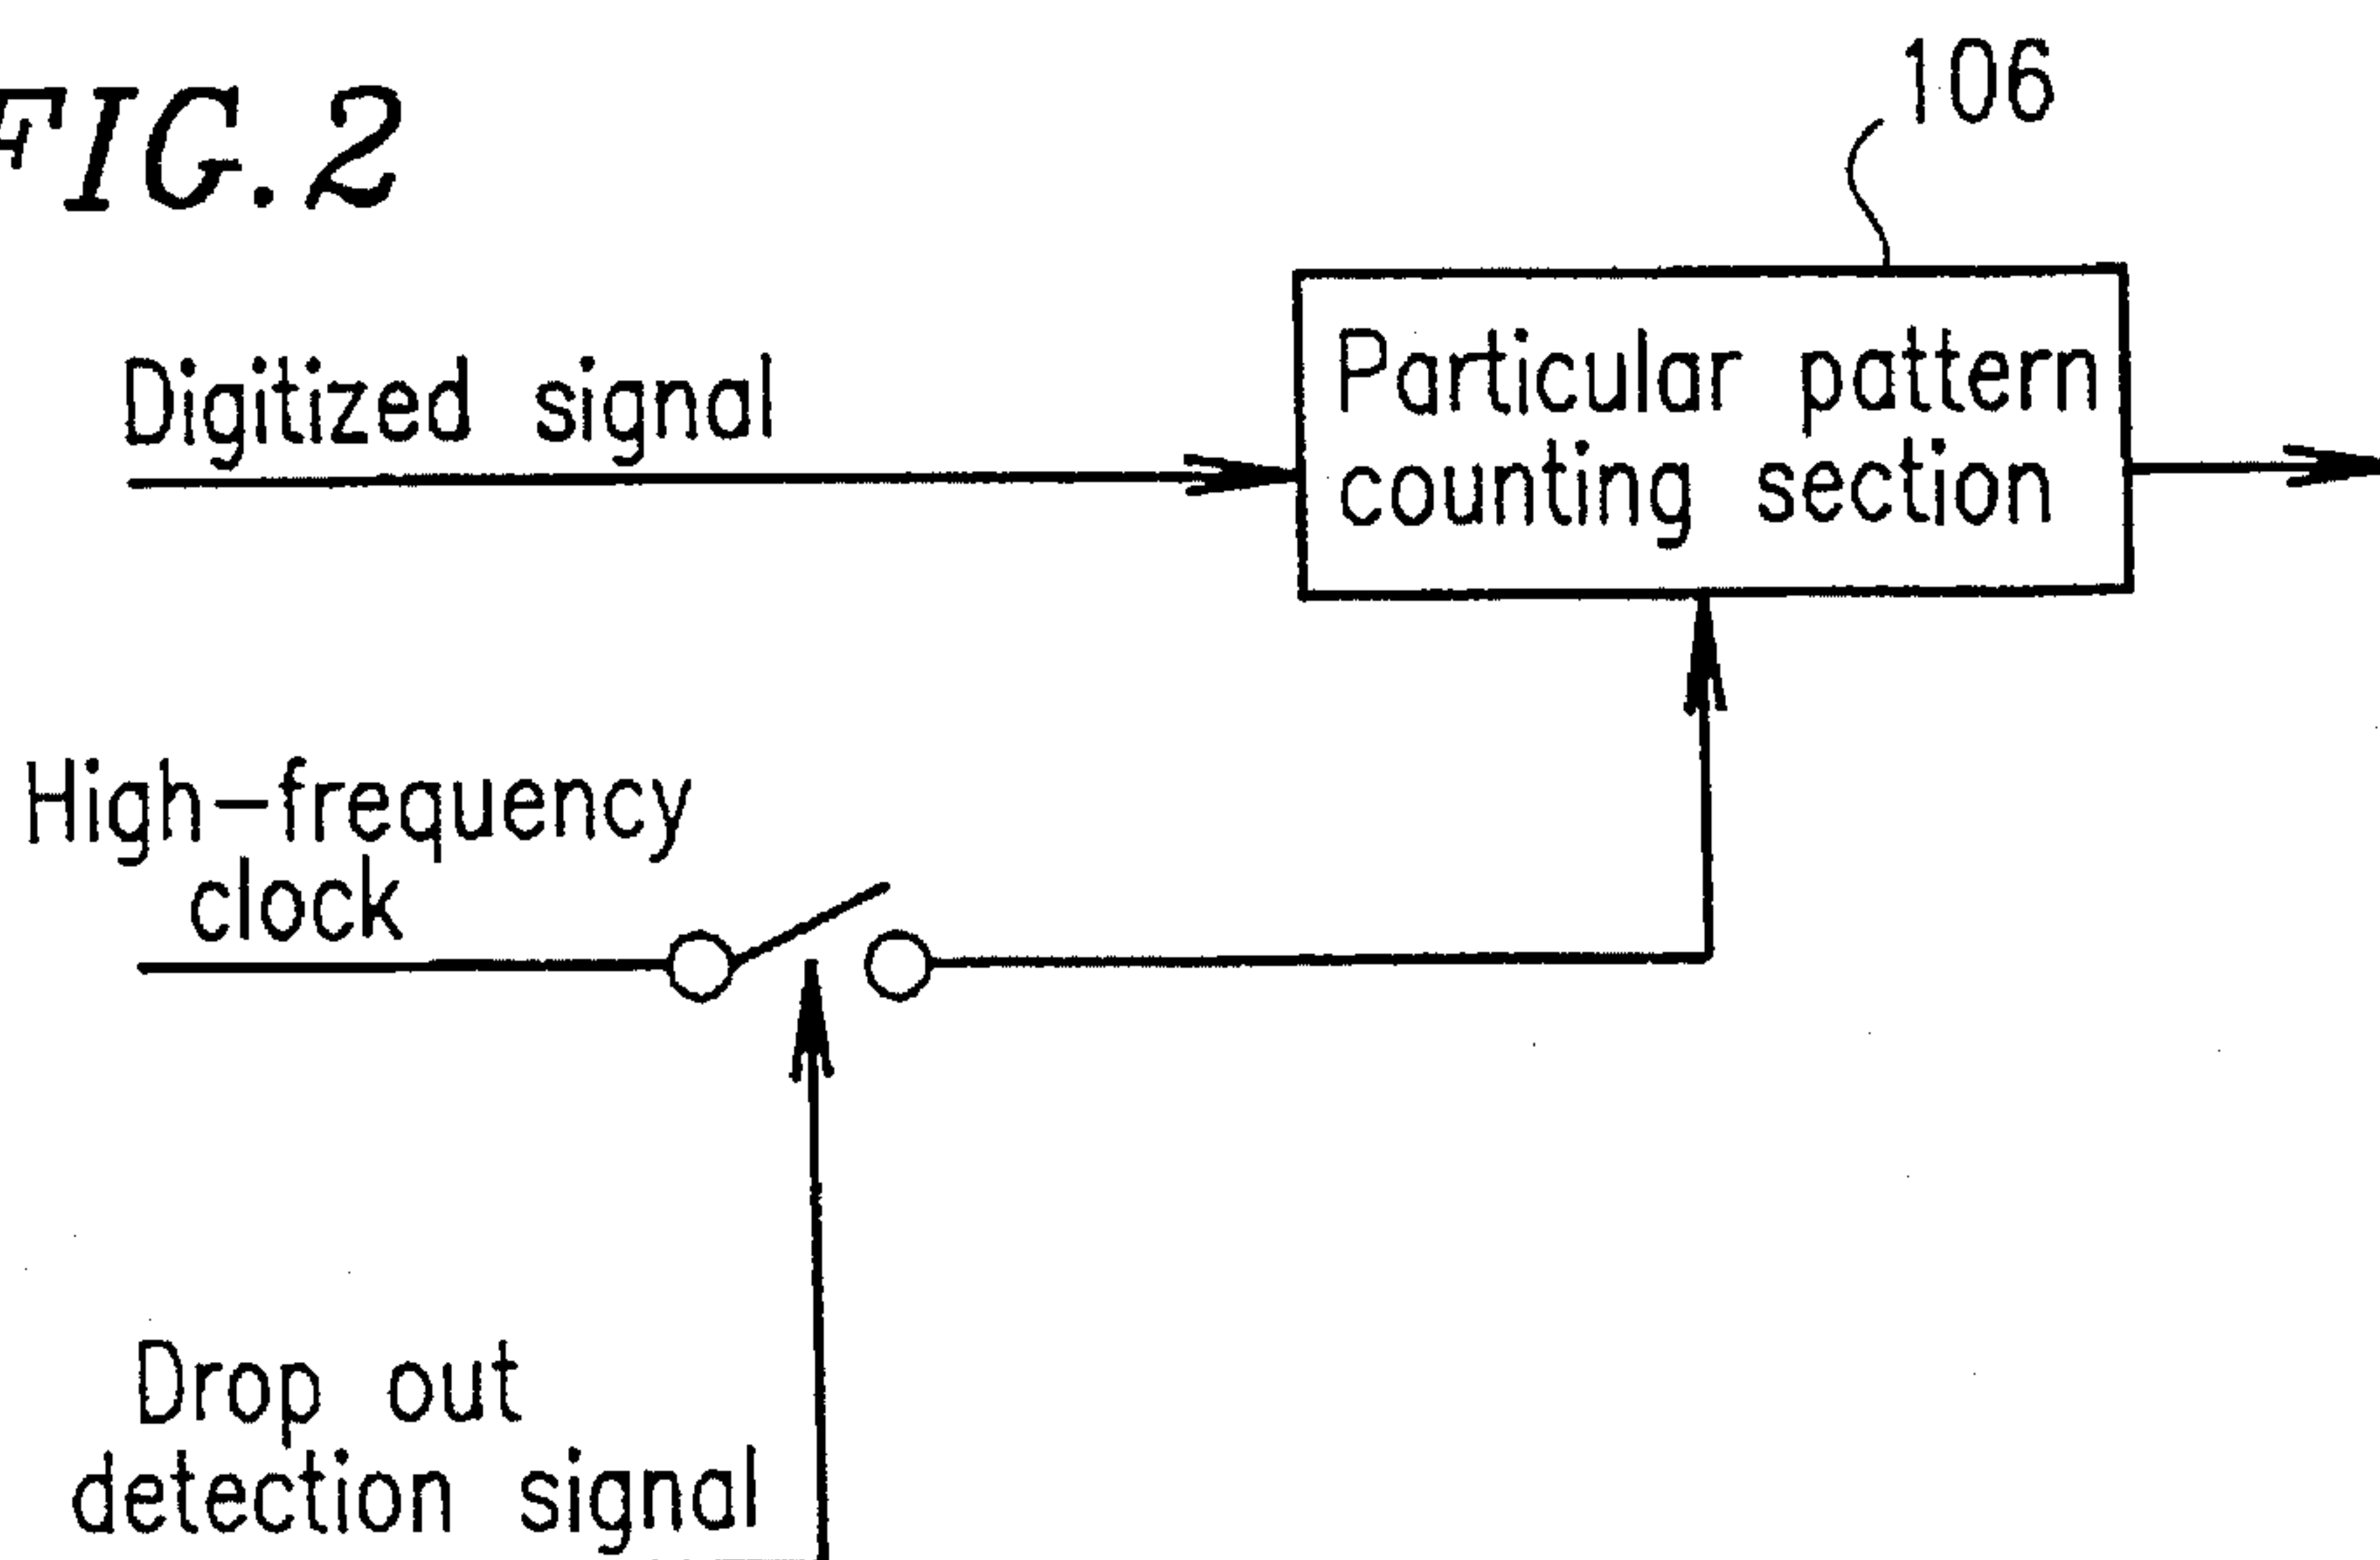 FIG.2
106
Digitized signal
Particular pattern
counting section
High-frequency
clock
Drop out
detection signal